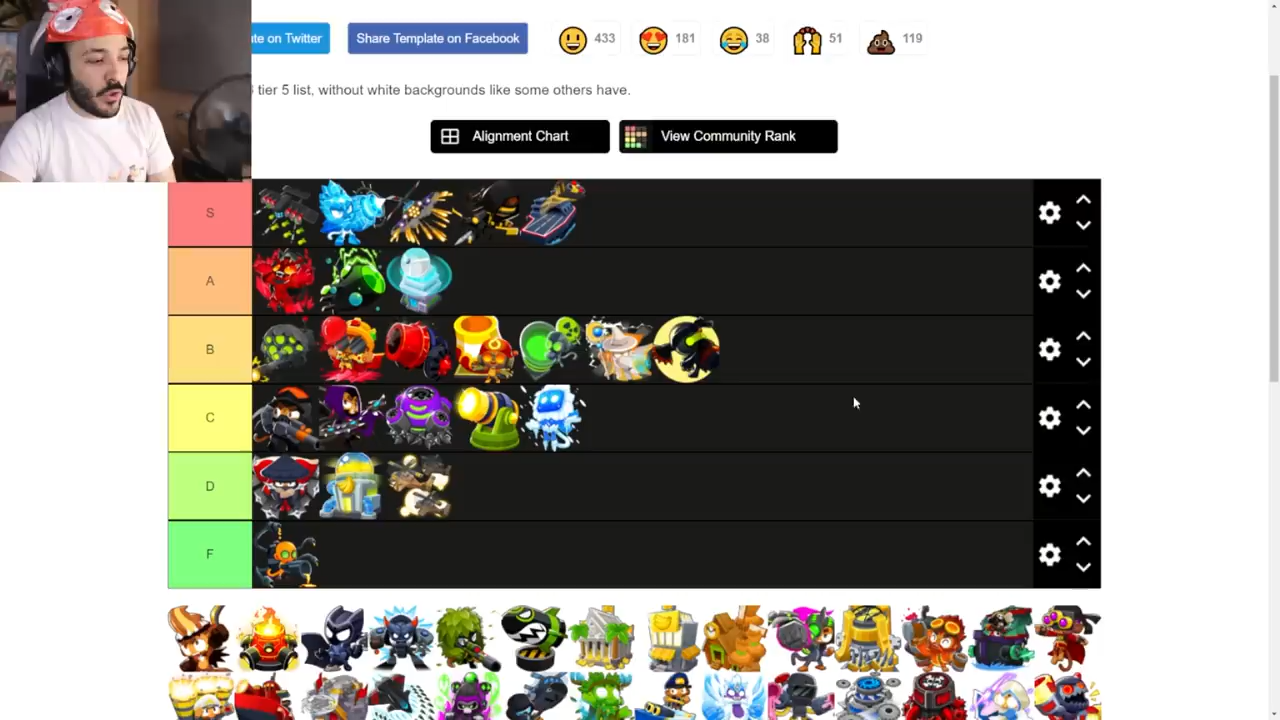 te on Twitter
Share Template on Facebook
433
181
38
51
119
tier 5 list, without white backgrounds like some others have.
Alignment Chart
View Community Rank
S
A
B
C
D
F